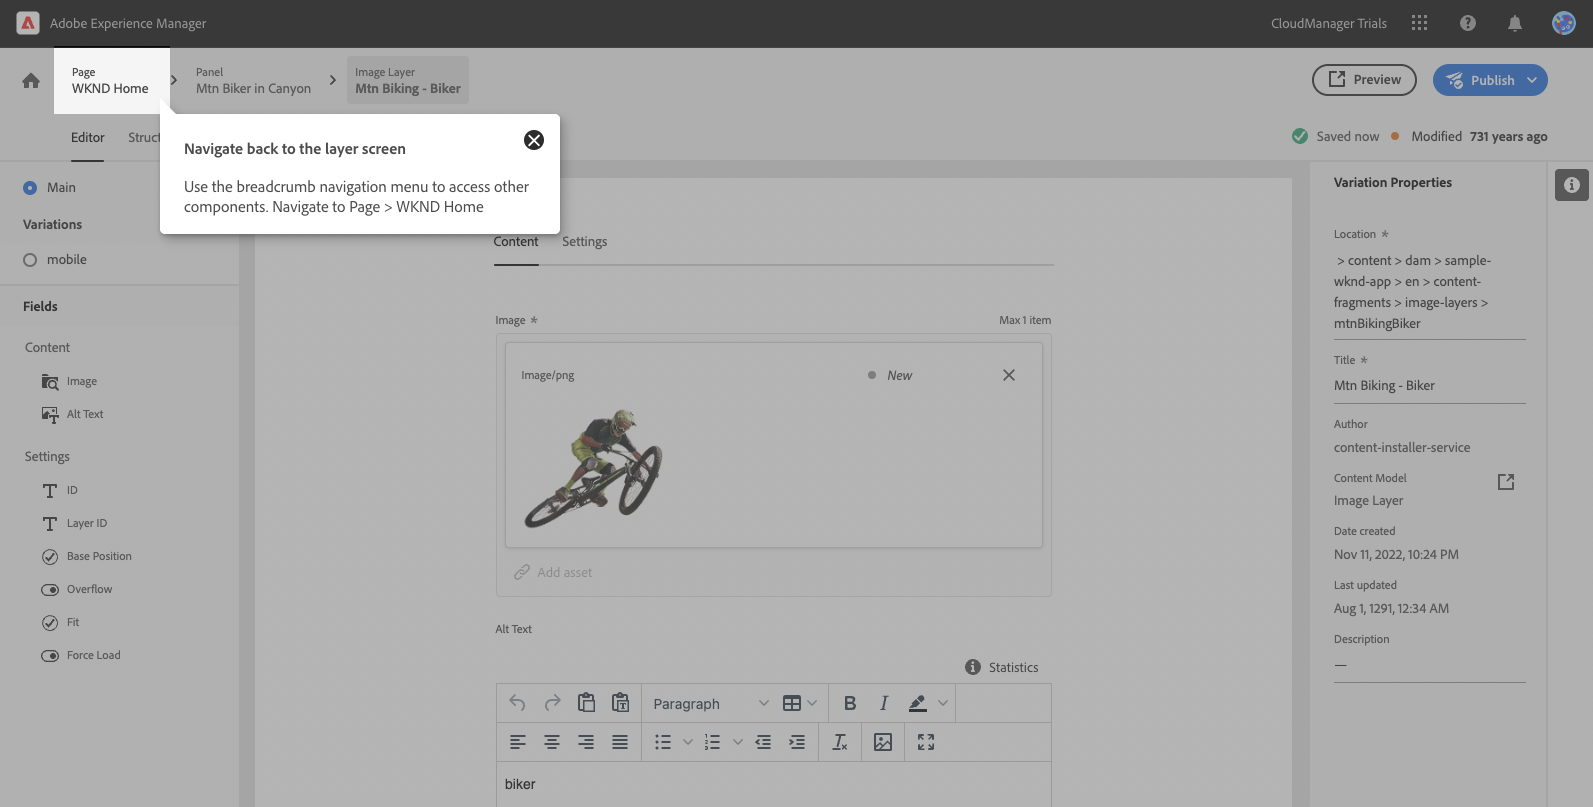 Adobe Experience Manager
CloudManager Trials
Page
WKND Home
Panel
Mtn Biker in Canyon
Image Layer
Mtn Biking - Biker
Preview
Publish
Editor
Navigate back to the layer screen
Use the breadcrumb navigation menu to access other
components. Navigate to Page > WKND Home
Saved now
Modified 731 years ago
Main
Variations
mobile
Fields
Content
Image
Alt Text
Settings
ID
Layer ID
Base Position
Overflow
Fit
Force Load
Content
Settings
Image *
Max 1 item
Image/png
New
Add asset
Alt Text
Statistics
Paragraph
biker
Variation Properties
Location *
> content > dam > sample-
wknd-app > en > content-
fragments > image-layers >
mtnBikingBiker
Title *
Mtn Biking - Biker
Author
content-installer-service
Content Model
Image Layer
Date created
Nov 11, 2022, 10:24 PM
Last updated
Aug 1, 1291, 12:34 AM
Description
—